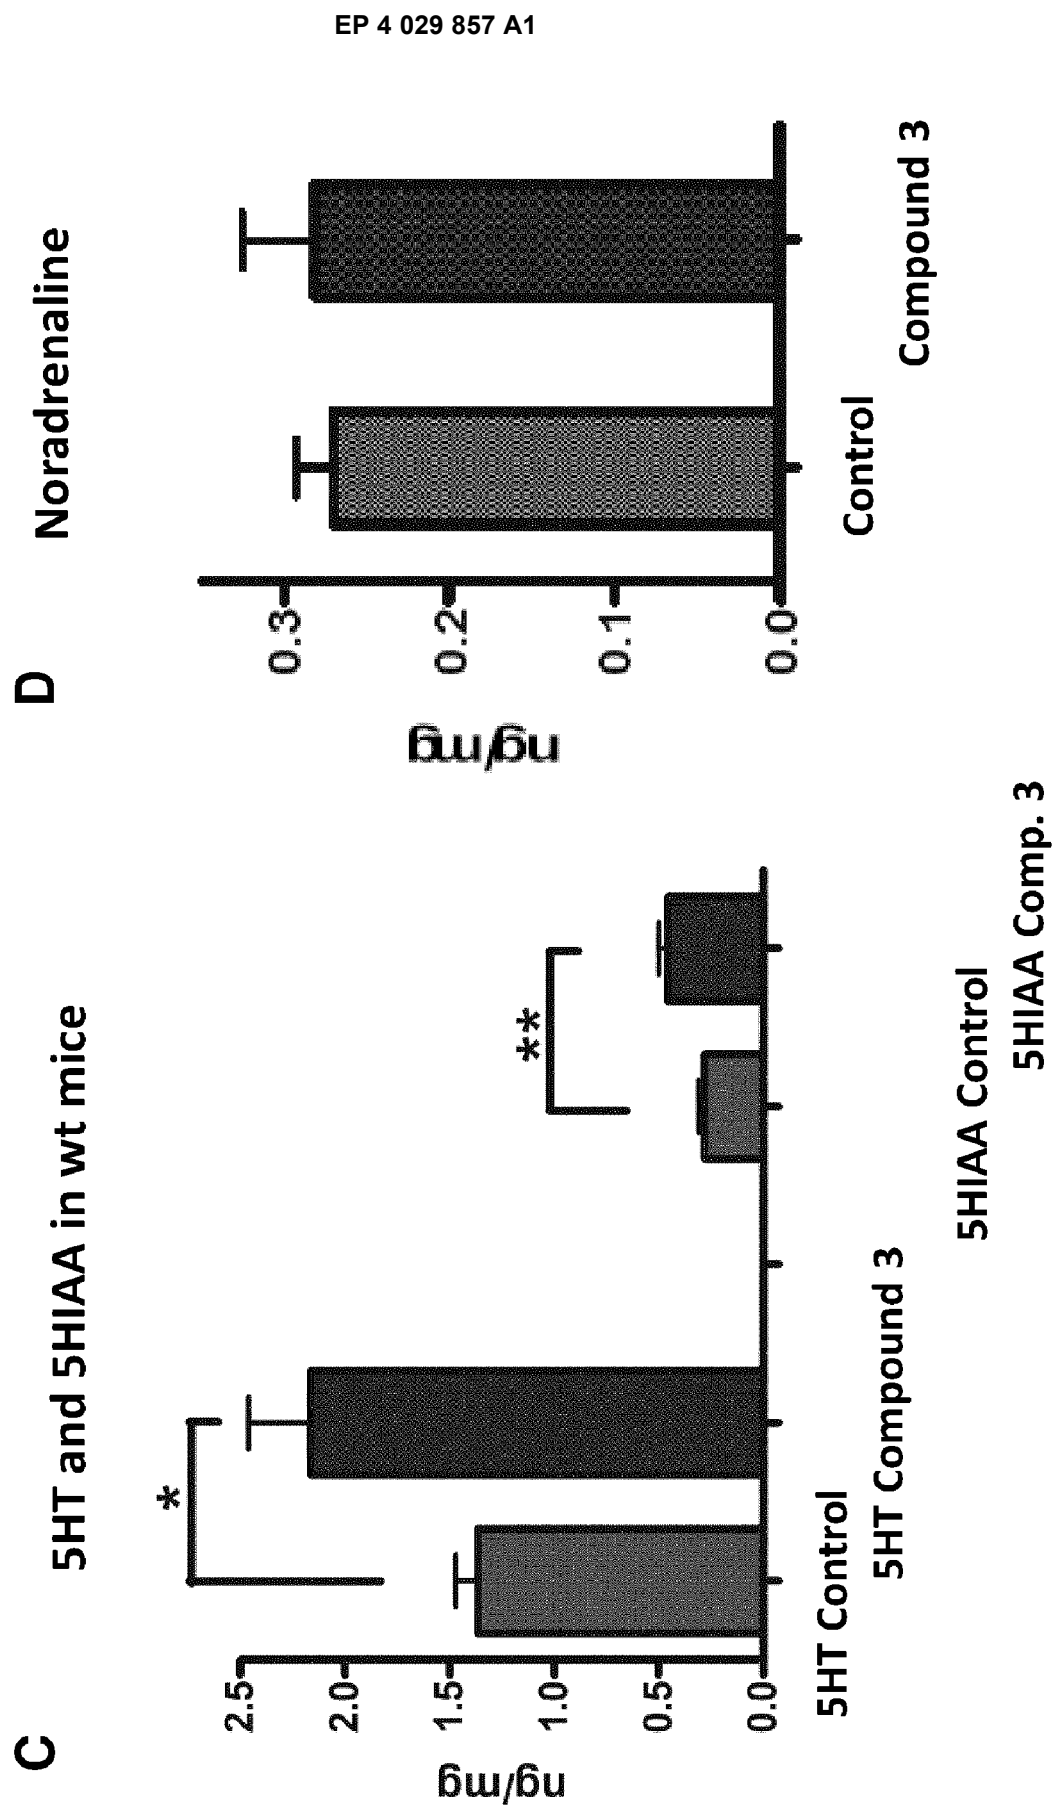 EP 4 029 857 A1
C
5HT and 5HIAA in wt mice
ng/mg
2.5
2.0
1.5
1.0
0.5
0.0
*
**
5HT Control
5HT Compound 3
5HIAA Control
5HIAA Comp. 3
D
Noradrenaline
ng/mg
0.3
0.2
0.1
0.0
Control
Compound 3